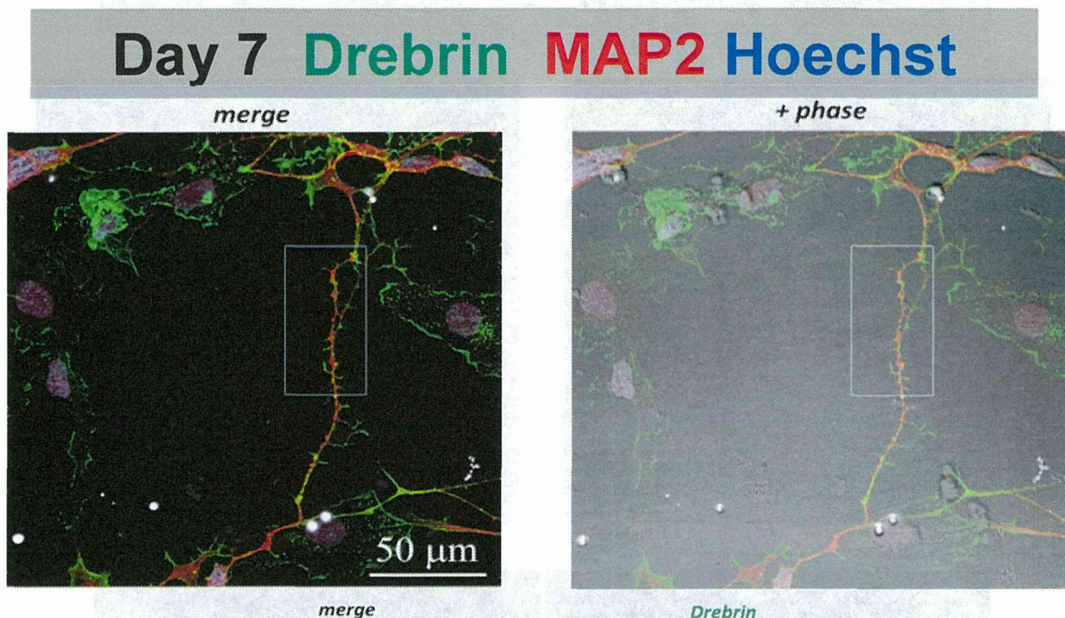 Day 7 Drebrin MAP2 Hoechst
merge
+ phase
50 μm
merge
Drebrin